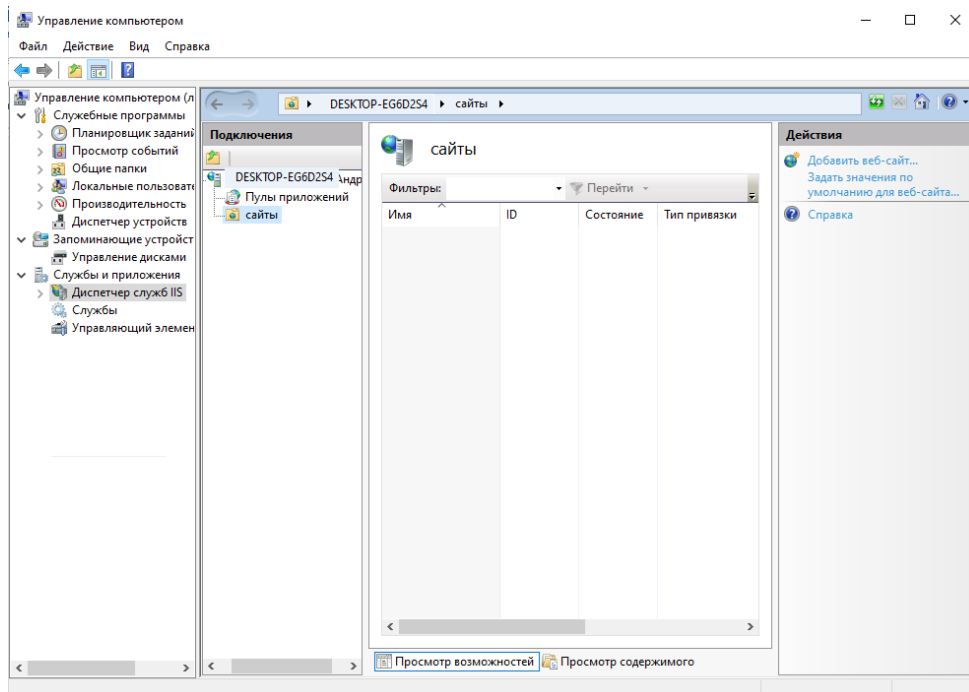 Управление компьютером
Файл Действие Вид Справка
Управление компьютером (л
Служебные программы
Планировщик заданий
Просмотр событий
Общие папки
Локальные пользовате
Производительность
Диспетчер устройств
Запоминающие устройст
Управление дисками
Службы и приложения
Диспетчер служб IIS
Службы
Управляющий элемен
DESKTOP-EG6D2S4 сайты
Подключения
DESKTOP-EG6D2S4 Андр
Пулы приложений
сайты
сайты
Фильтры: Перейти
Имя ID Состояние Тип привязки
Просмотр возможностей Просмотр содержимого
Действия
Добавить веб-сайт...
Задать значения по
умолчанию для веб-сайта...
Справка